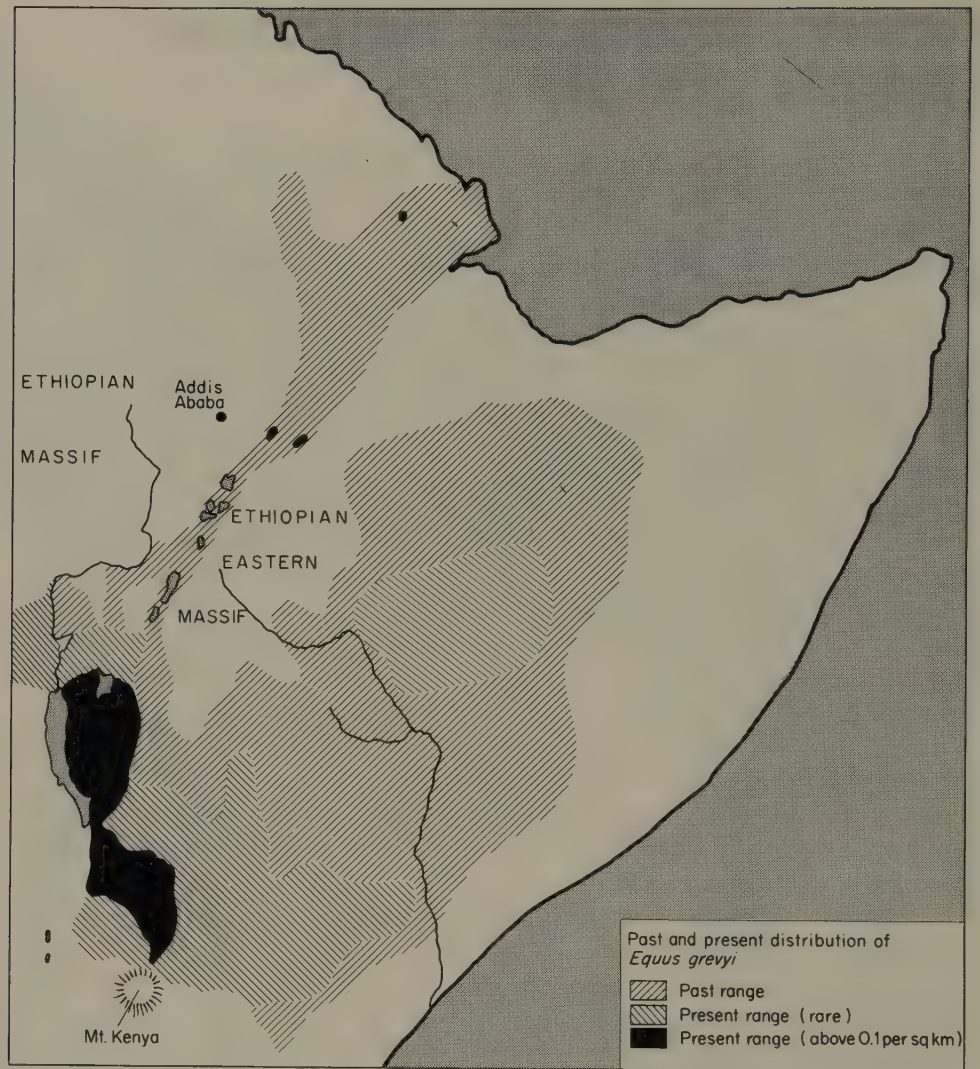 ETHIOPIAN
MASSIF
Addis
Ababa
ETHIOPIAN
EASTERN
MASSIF
Mt. Kenya
Past and present distribution of
Equus grevyi
Past range
Present range (rare)
Present range (above 0.1 per sq km)